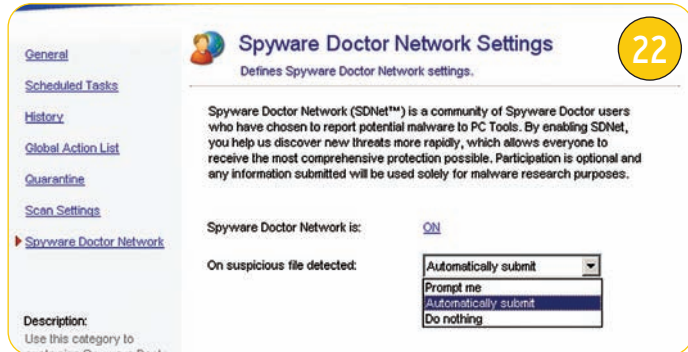 Spyware Doctor Network Settings
22
Defines Spyware Doctor Network settings.
General
Scheduled Tasks
History
Global Action List
Quarantine
Scan Settings
Spyware Doctor Network
Description:
Use this category to
Spyware Doctor Network (SDNet™) is a community of Spyware Doctor users
who have chosen to report potential malware to PC Tools. By enabling SDNet,
you help us discover new threats more rapidly, which allows everyone to
receive the most comprehensive protection possible. Participation is optional and
any information submitted will be used solely for malware research purposes.
Spyware Doctor Network is: ON
On suspicious file detected: Automatically submit
Prompt me
Automatically submit
Do nothing